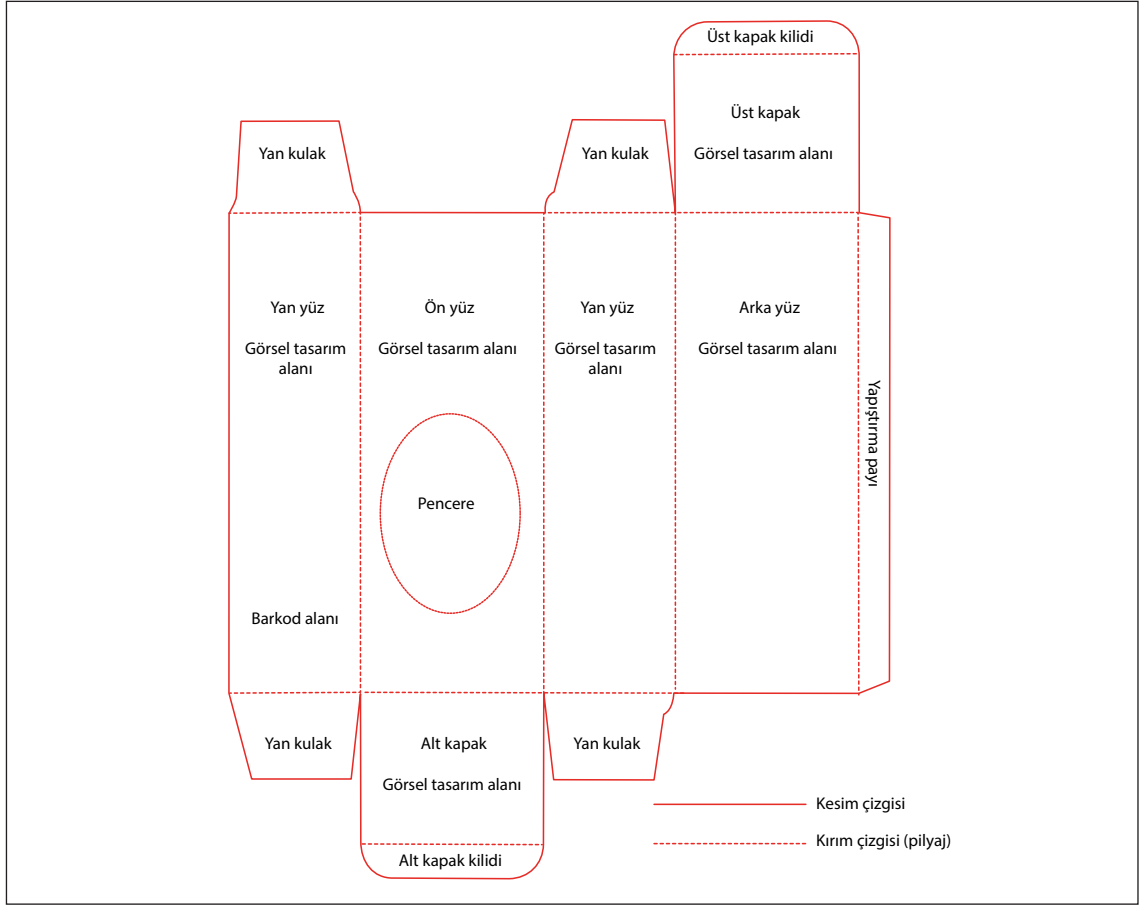 Üst kapak kilidi
Üst kapak
Görsel tasarım alanı
Yan kulak
Yan kulak
Yan yüz
Görsel tasarım
alanı
Ön yüz
Görsel tasarım alanı
Yan yüz
Görsel tasarım
alanı
Arka yüz
Görsel tasarım alanı
Yapıştırma payı
Pencere
Barkod alanı
Yan kulak
Alt kapak
Görsel tasarım alanı
Yan kulak
Alt kapak kilidi
Kesim çizgisi
Kırım çizgisi (pilyaj)